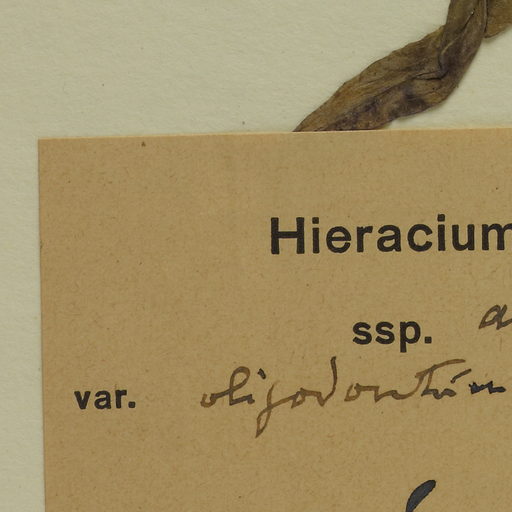 Hieracium
ssp. a
var. oligodontum